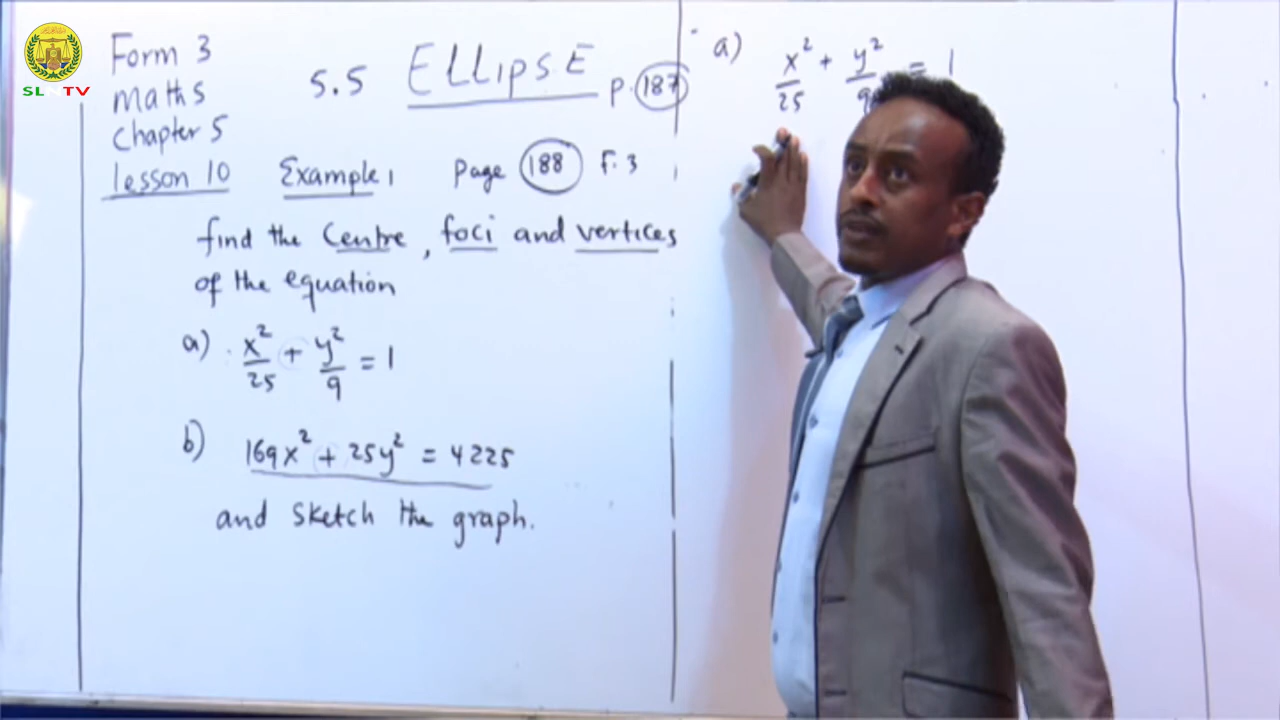 SLNTV
Form 3
Maths
Chapter 5
Lesson 10
5.5 ELLIPSE P. 187
Example 1 Page 188 F. 3
find the Centre, foci and vertices
of the equation
a) x²/25 + y²/9 = 1
b) 169x² + 25y² = 4225
and sketch the graph.
a) x²/25 + y²/9 = 1